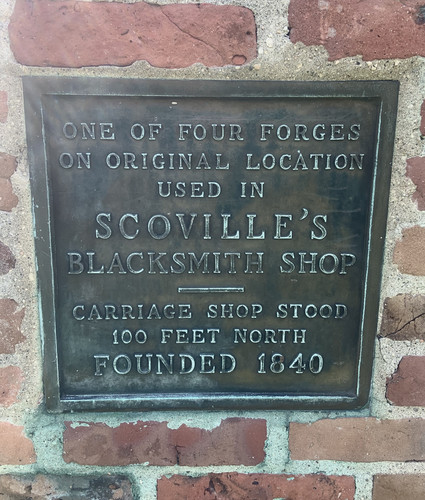 ONE OF FOUR FORGES
ON ORIGINAL LOCATION
USED IN
SCOVILLE'S
BLACKSMITH SHOP
CARRIAGE SHOP STOOD
100 FEET NORTH
FOUNDED 1840